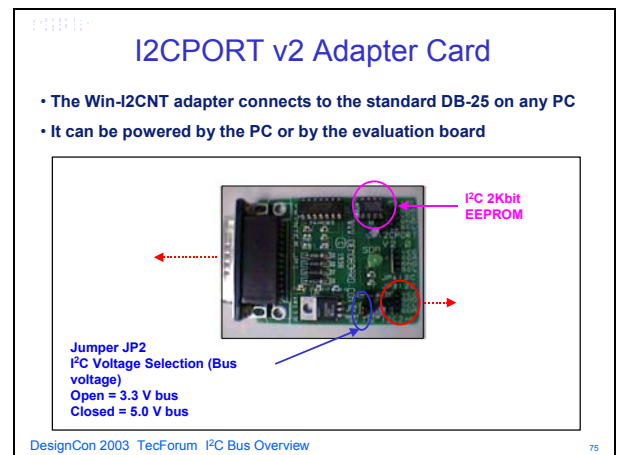 I2CPORT v2 Adapter Card
• The Win-I2CNT adapter connects to the standard DB-25 on any PC
• It can be powered by the PC or by the evaluation board
I²C 2Kbit
EEPROM
Jumper JP2
I²C Voltage Selection (Bus
voltage)
Open = 3.3 V bus
Closed = 5.0 V bus
DesignCon 2003 TecForum I²C Bus Overview
75